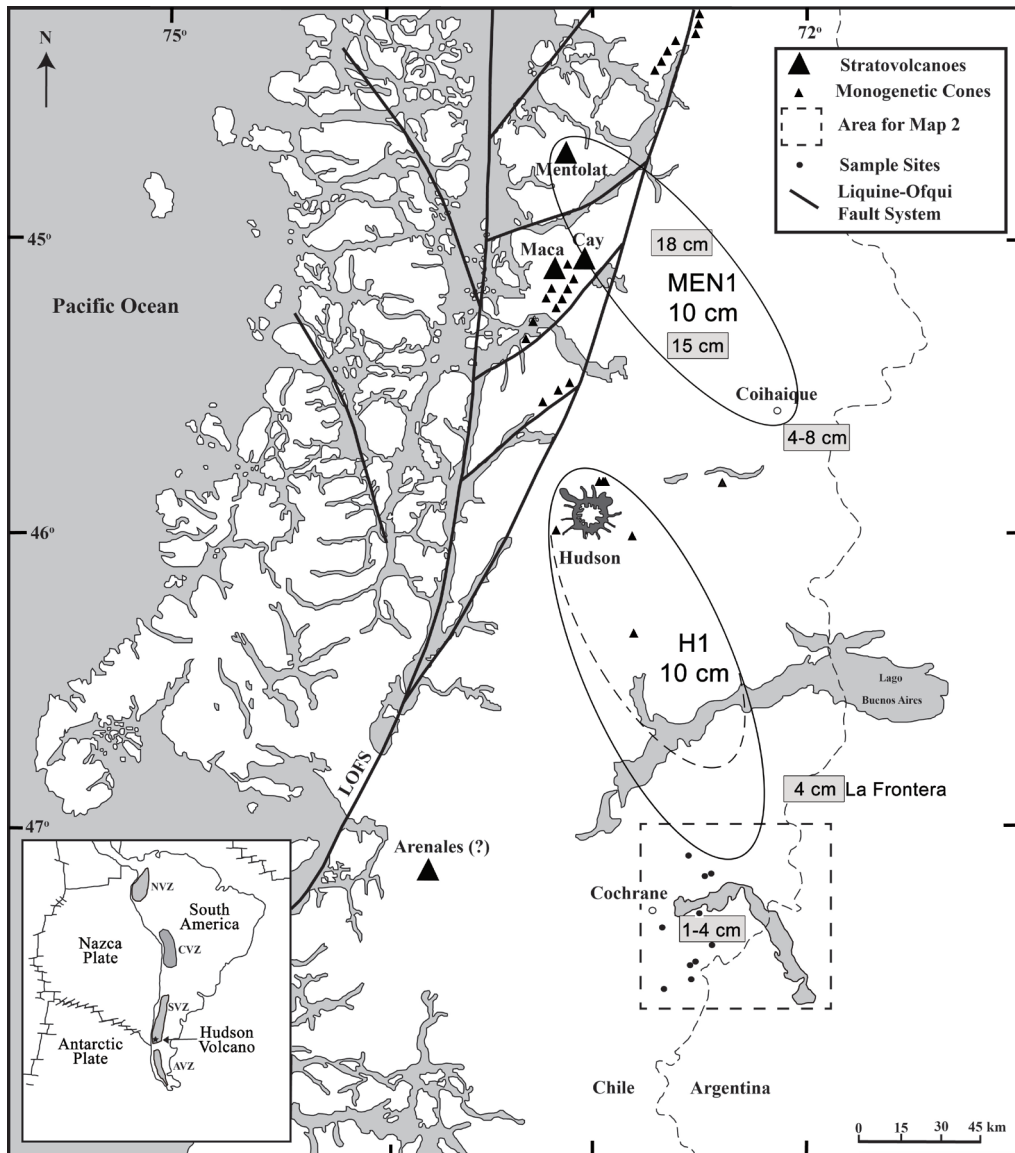 75°
72°
N
Stratovolcanoes
Monogenetic Cones
Area for Map 2
Sample Sites
Liquine-Ofqui
Fault System
Mentolat
45°
18 cm
Maca
Cay
MEN1
10 cm
Pacific Ocean
15 cm
Coihaique
4-8 cm
46°
Hudson
H1
10 cm
Lago
Buenos Aires
LOFS
4 cm
La Frontera
47°
Arenales (?)
Cochrane
1-4 cm
NVZ
South
America
Nazca
Plate
CVZ
SVZ
Hudson
Volcano
Antarctic
Plate
AVZ
Chile
Argentina
0 15 30 45 km